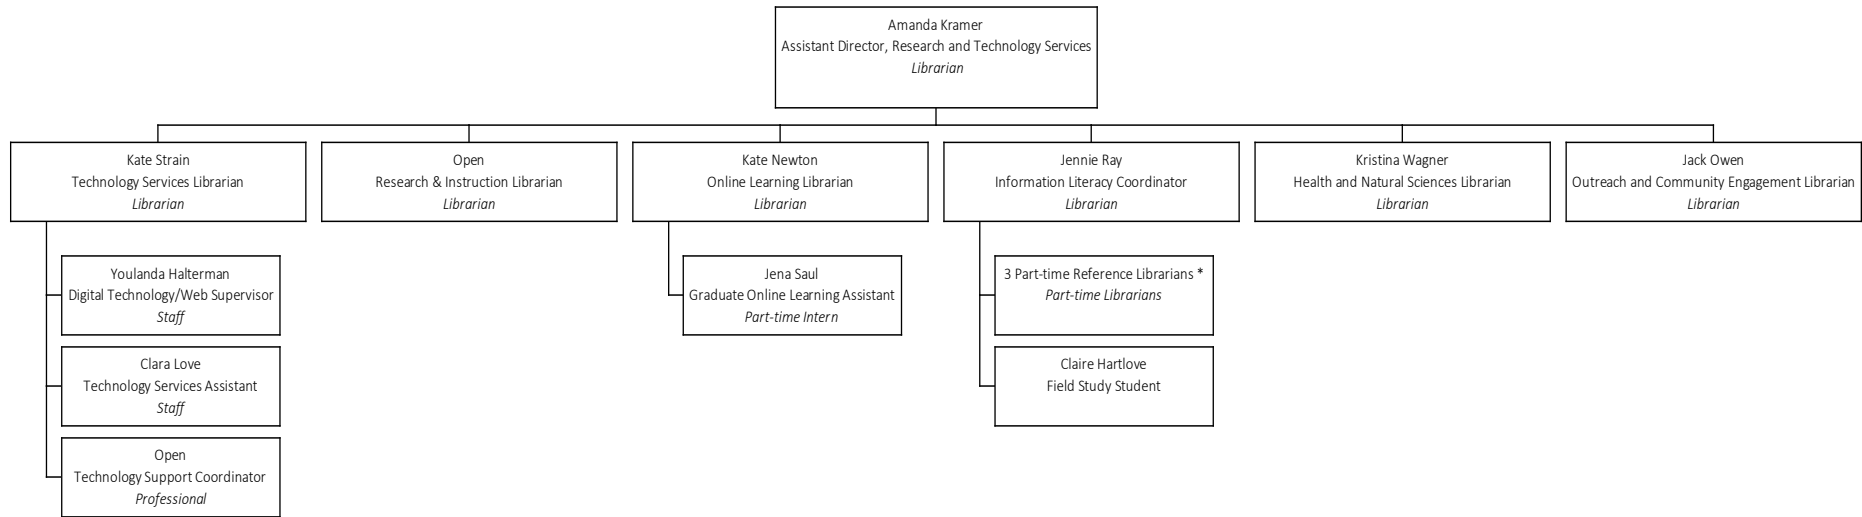 Amanda Kramer
Assistant Director, Research and Technology Services
Librarian
Kate Strain
Technology Services Librarian
Librarian
Open
Research & Instruction Librarian
Librarian
Kate Newton
Online Learning Librarian
Librarian
Jennie Ray
Information Literacy Coordinator
Librarian
Kristina Wagner
Health and Natural Sciences Librarian
Librarian
Jack Owen
Outreach and Community Engagement Librarian
Librarian
Youlanda Halterman
Digital Technology/Web Supervisor
Staff
Jena Saul
Graduate Online Learning Assistant
Part-time Intern
3 Part-time Reference Librarians *
Part-time Librarians
Clara Love
Technology Services Assistant
Staff
Claire Hartlove
Field Study Student
Open
Technology Support Coordinator
Professional